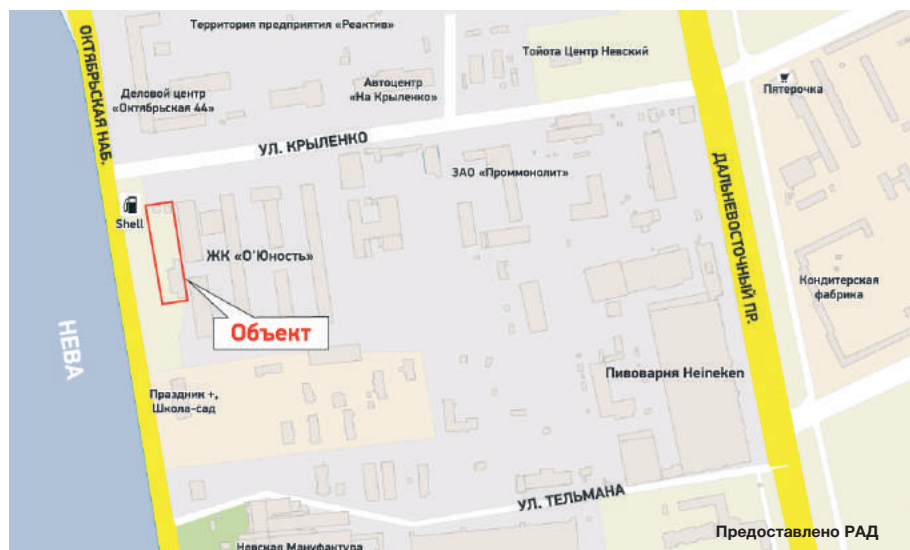 Территория предприятия «Реактив»
Тойота Центр Невский
ОКТЯБРЬСКАЯ НАБ.
Деловой центр
«Октябрьская 44»
Автоцентр
«На Крыленко»
Пятерочка
УЛ. КРЫЛЕНКО
ЗАО «Проммонолит»
ДАЛЬНЕВОСТОЧНЫЙ ПР.
Shell
ЖК «О'Юность»
Кондитерская
фабрика
Объект
НЕВА
Пивоварня Heineken
Праздник +,
Школа-сад
УЛ. ТЕЛЬМАНА
Предоставлено РАД
Невская Мануфактура